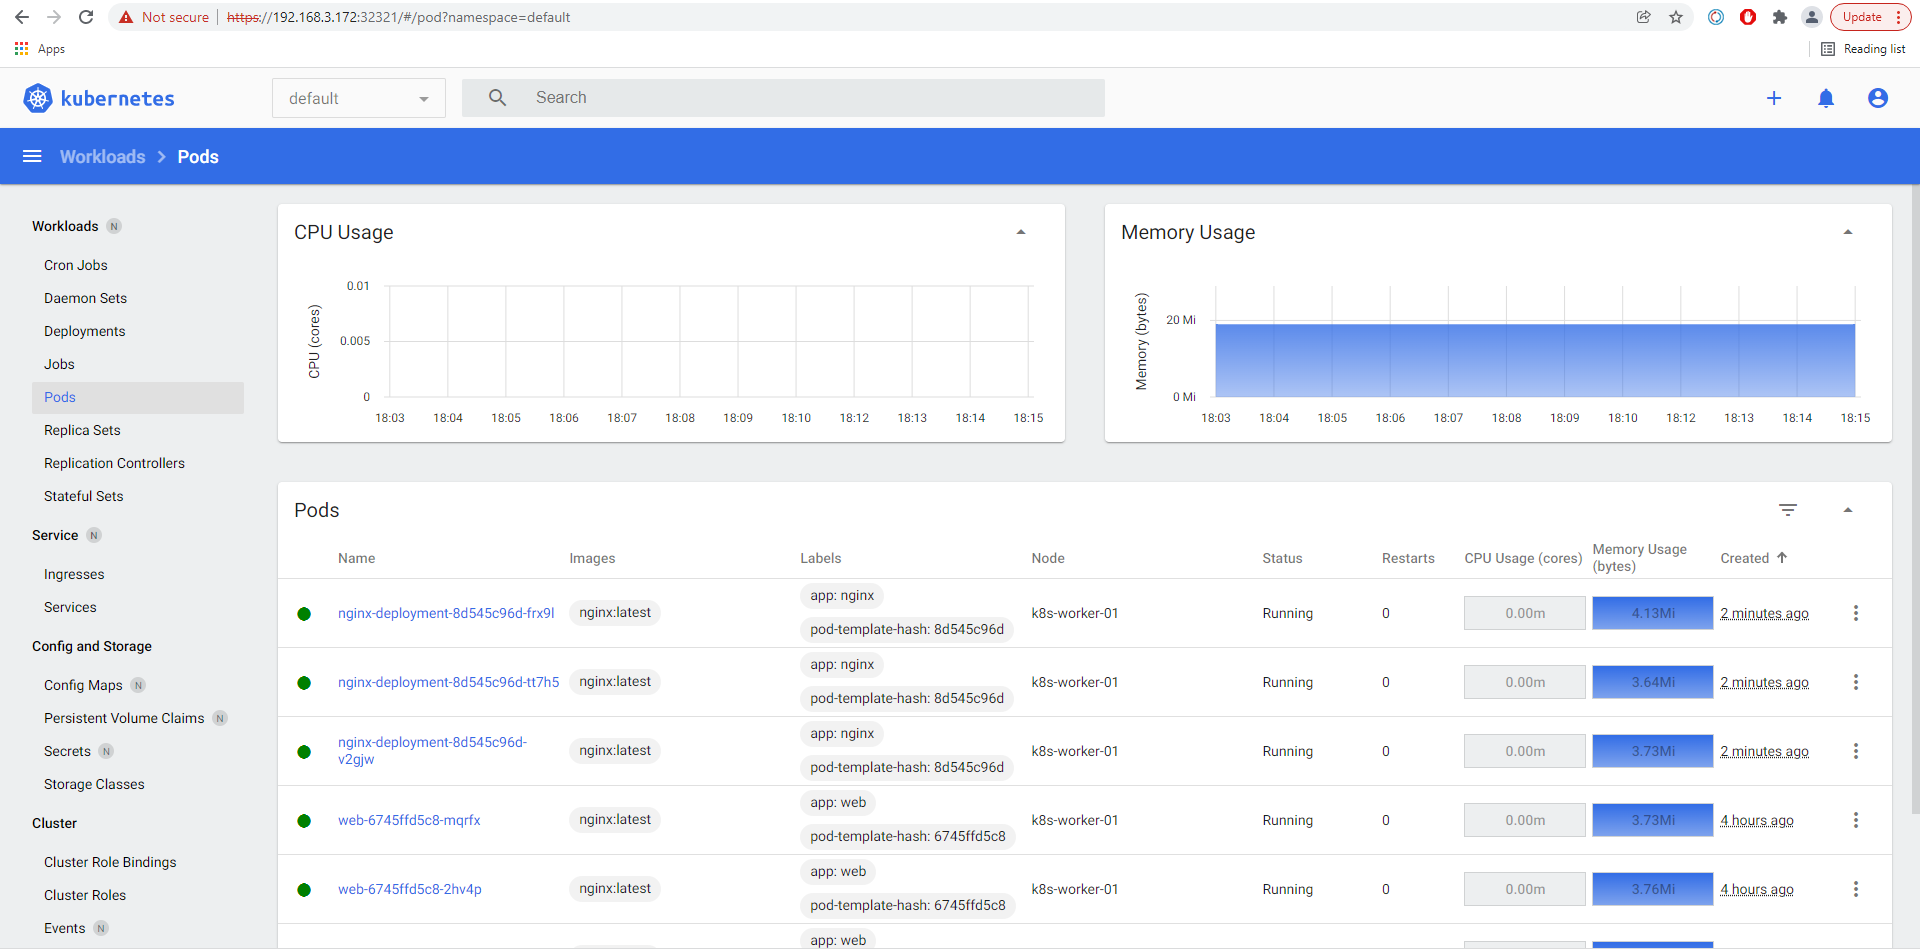 Not secure https://192.168.3.172:32321/#/pod?namespace=default Update
Apps Reading list
kubernetes default Search
Workloads Pods
Workloads N
Cron Jobs
Daemon Sets
Deployments
Jobs
Pods
Replica Sets
Replication Controllers
Stateful Sets
Service N
Ingresses
Services
Config and Storage
Config Maps N
Persistent Volume Claims N
Secrets N
Storage Classes
Cluster
Cluster Role Bindings
Cluster Roles
Events N
CPU Usage
CPU (cores)
0.01
0.005
0
18:03 18:04 18:05 18:06 18:07 18:08 18:09 18:10 18:12 18:13 18:14 18:15
Memory Usage
Memory (bytes)
20 Mi
0 Mi
18:03 18:04 18:05 18:06 18:07 18:08 18:09 18:10 18:12 18:13 18:14 18:15
Pods
Name Images Labels Node Status Restarts CPU Usage (cores) Memory Usage (bytes) Created
nginx-deployment-8d545c96d-frx9l nginx:latest app: nginx pod-template-hash: 8d545c96d k8s-worker-01 Running 0 0.00m 4.13Mi 2 minutes ago
nginx-deployment-8d545c96d-tt7h5 nginx:latest app: nginx pod-template-hash: 8d545c96d k8s-worker-01 Running 0 0.00m 3.64Mi 2 minutes ago
nginx-deployment-8d545c96d-v2gjw nginx:latest app: nginx pod-template-hash: 8d545c96d k8s-worker-01 Running 0 0.00m 3.73Mi 2 minutes ago
web-6745ffd5c8-mqrfx nginx:latest app: web pod-template-hash: 6745ffd5c8 k8s-worker-01 Running 0 0.00m 3.73Mi 4 hours ago
web-6745ffd5c8-2hv4p nginx:latest app: web pod-template-hash: 6745ffd5c8 k8s-worker-01 Running 0 0.00m 3.76Mi 4 hours ago
app: web